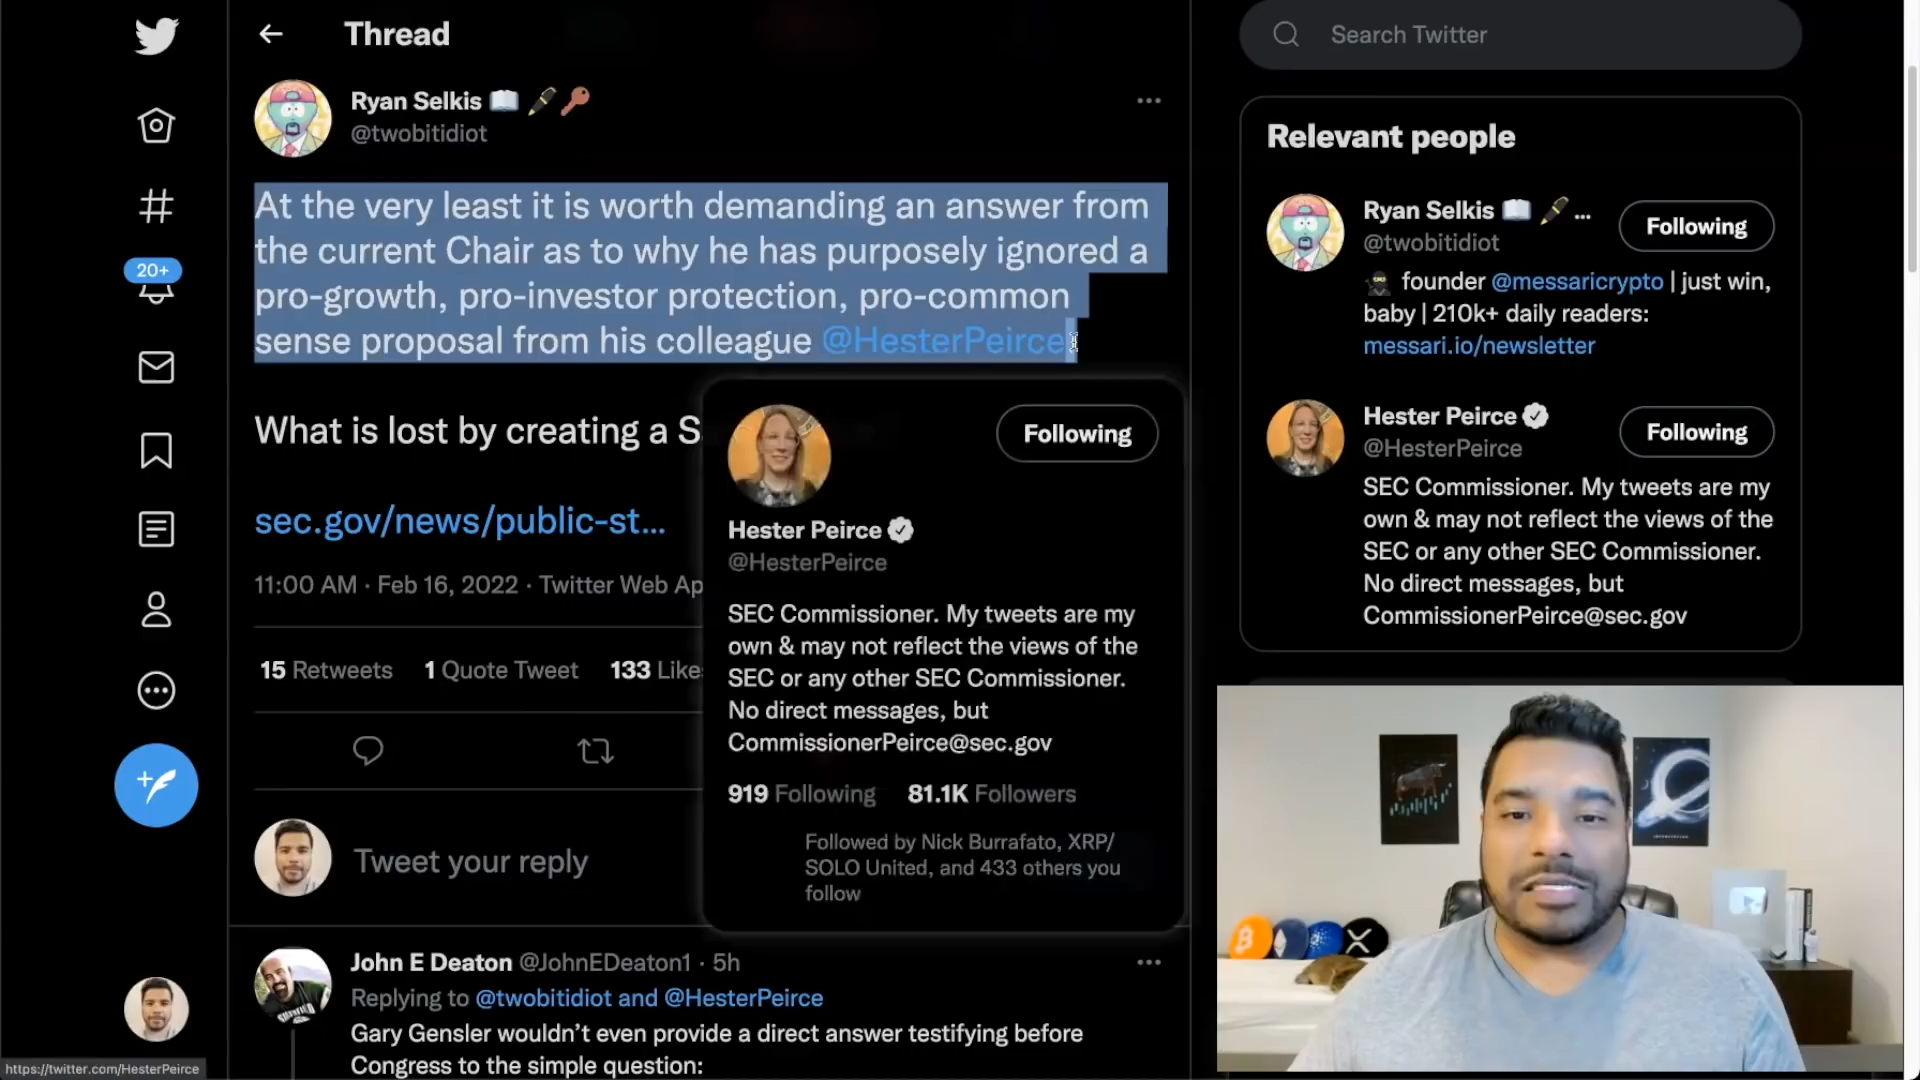 Thread
Ryan Selkis
@twobitidiot
At the very least it is worth demanding an answer from
the current Chair as to why he has purposely ignored a
pro-growth, pro-investor protection, pro-common
sense proposal from his colleague @HesterPeirce
What is lost by creating a S
sec.gov/news/public-st...
11:00 AM · Feb 16, 2022 · Twitter Web Ap
15 Retweets 1 Quote Tweet 133 Likes
Tweet your reply
John E Deaton @JohnEDeaton1 · 5h
Replying to @twobitidiot and @HesterPeirce
Gary Gensler wouldn't even provide a direct answer testifying before
Congress to the simple question:
Following
Hester Peirce
@HesterPeirce
SEC Commissioner. My tweets are my
own & may not reflect the views of the
SEC or any other SEC Commissioner.
No direct messages, but
CommissionerPeirce@sec.gov
919 Following 81.1K Followers
Followed by Nick Burrafato, XRP/
SOLO United, and 433 others you
follow
Search Twitter
Relevant people
Ryan Selkis ...
@twobitidiot
Following
founder @messaricrypto | just win,
baby | 210k+ daily readers:
messari.io/newsletter
Hester Peirce
@HesterPeirce
Following
SEC Commissioner. My tweets are my
own & may not reflect the views of the
SEC or any other SEC Commissioner.
No direct messages, but
CommissionerPeirce@sec.gov
20+
https://twitter.com/HesterPeirce